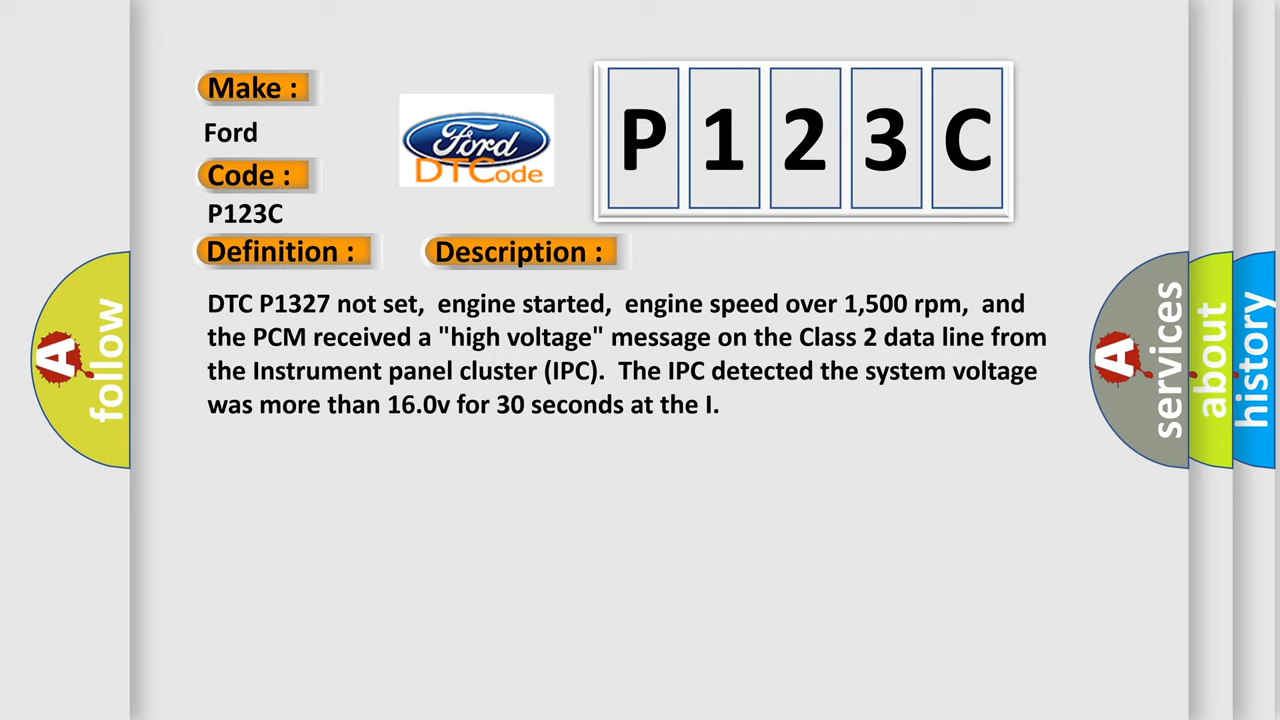 Make :
Ford
Code :
P123C
Ford
DTCode
P123C
Definition :
Description :
DTC P1327 not set, engine started, engine speed over 1,500 rpm, and
the PCM received a "high voltage" message on the Class 2 data line from
the Instrument panel cluster (IPC). The IPC detected the system voltage
was more than 16.0v for 30 seconds at the I.
A follow
A services
about
history